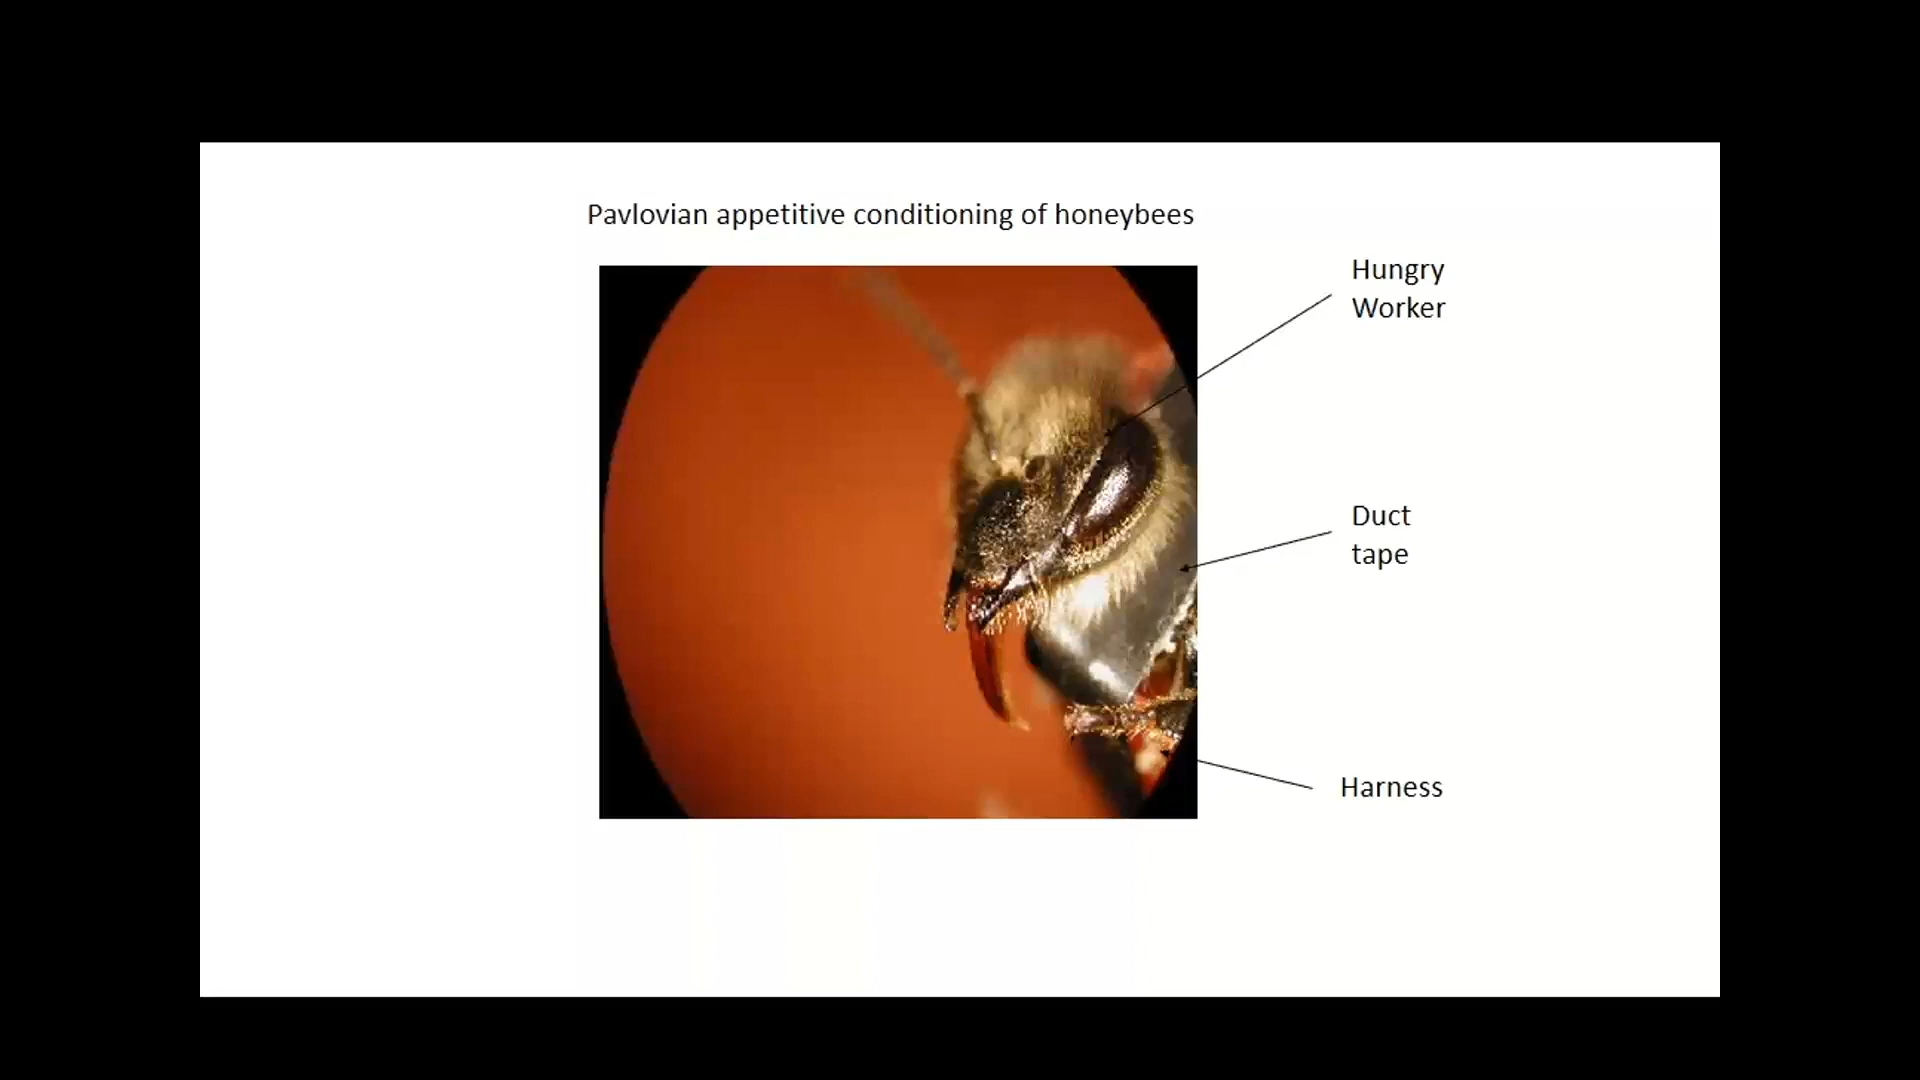 Pavlovian appetitive conditioning of honeybees
Hungry
Worker
Duct
tape
Harness